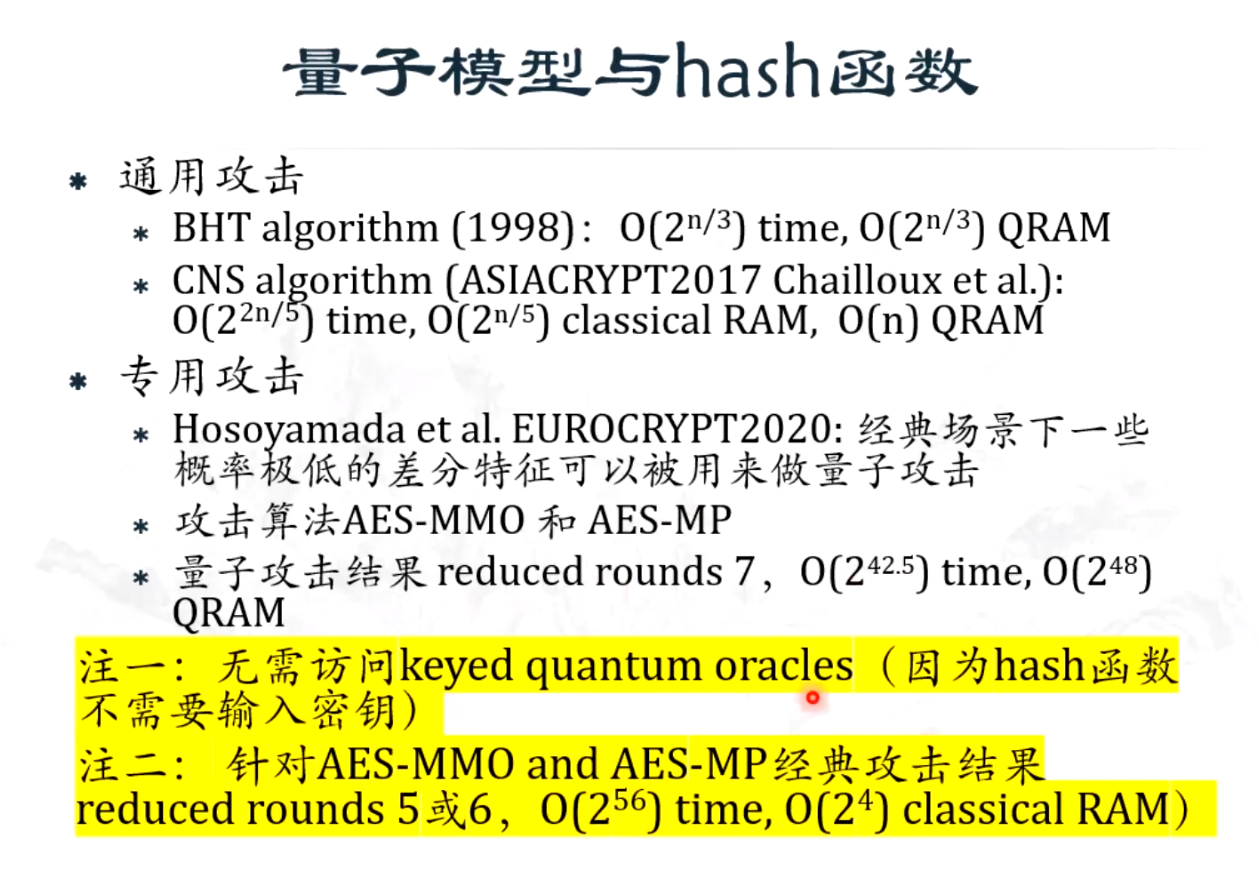 量子模型与hash函数
* 通用攻击
* BHT algorithm (1998)：O(2^{n/3}) time, O(2^{n/3}) QRAM
* CNS algorithm (ASIACRYPT2017 Chailloux et al.):
O(2^{2n/5}) time, O(2^{n/5}) classical RAM, O(n) QRAM
* 专用攻击
* Hosoyamada et al. EUROCRYPT2020: 经典场景下一些
概率极低的差分特征可以被用来做量子攻击
* 攻击算法AES-MMO 和 AES-MP
* 量子攻击结果 reduced rounds 7，O(2^{42.5}) time, O(2^{48})
QRAM
注一：无需访问keyed quantum oracles（因为hash函数
不需要输入密钥）
注二：针对AES-MMO and AES-MP经典攻击结果
reduced rounds 5或6，O(2^{56}) time, O(2^{4}) classical RAM）